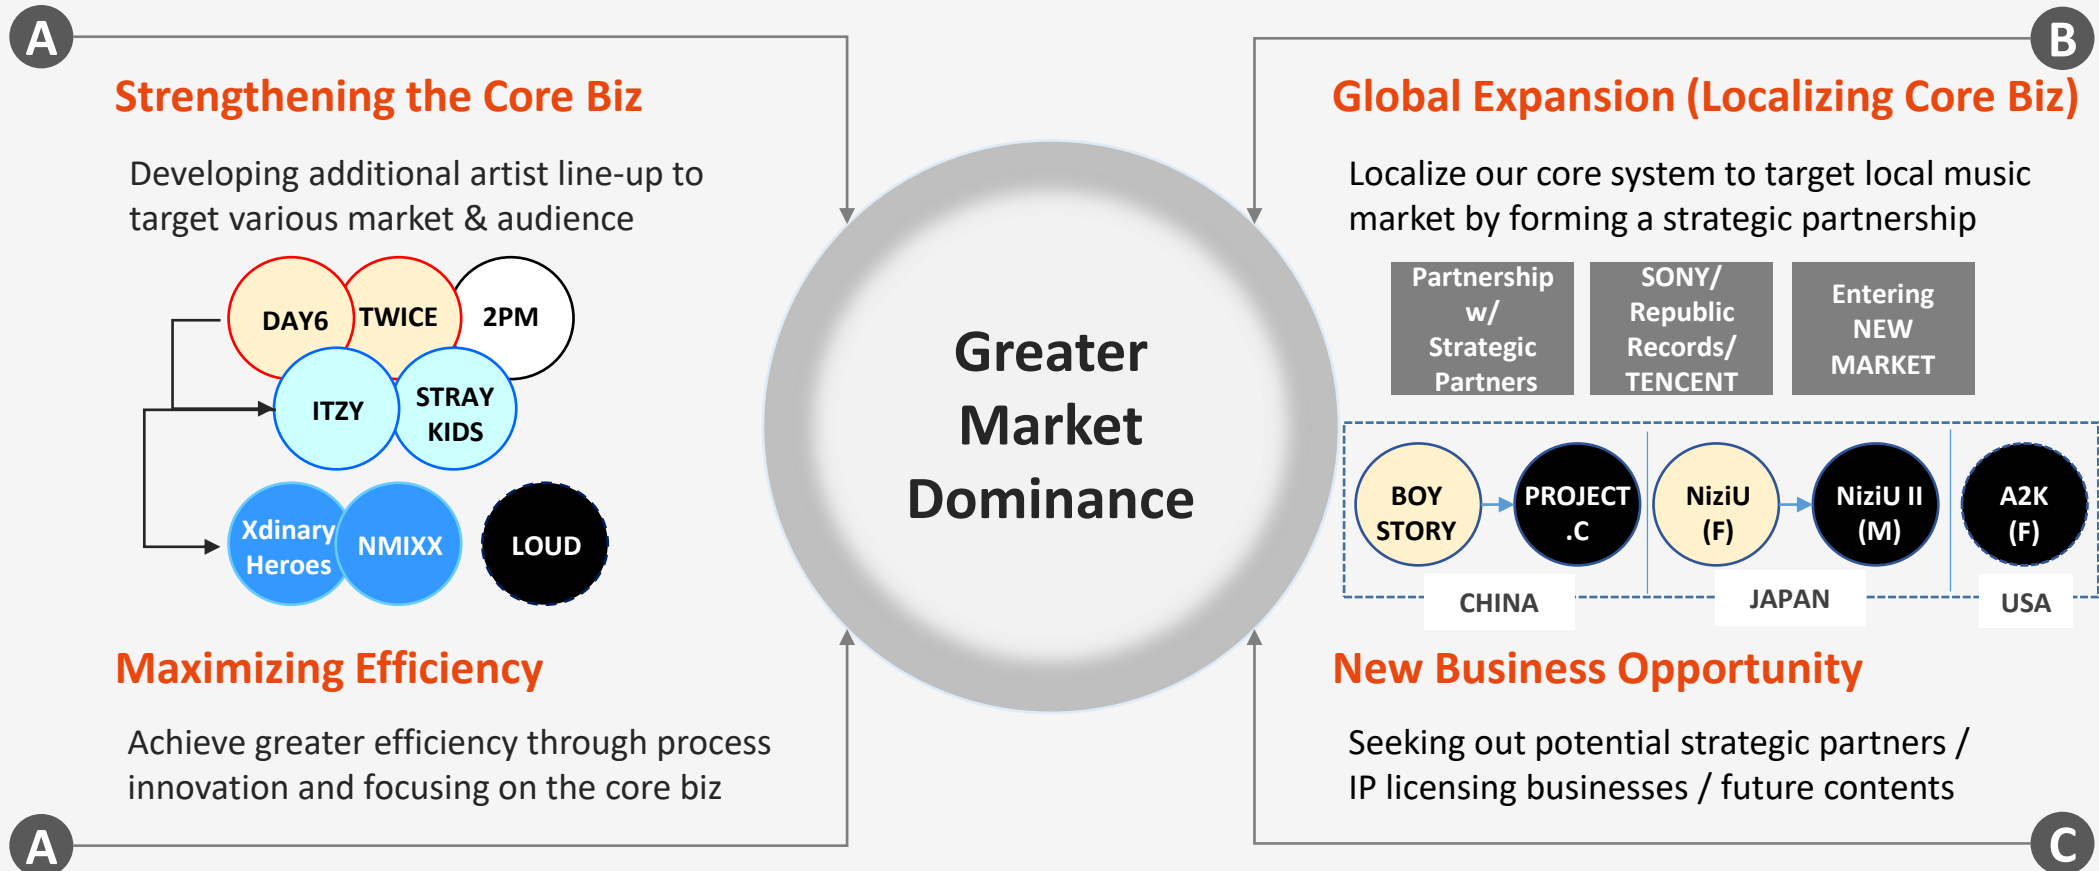 A
Strengthening the Core Biz
Developing additional artist line-up to
target various market & audience
DAY6
TWICE
2PM
ITZY
STRAY
KIDS
Xdinary
Heroes
NMIXX
LOUD
Maximizing Efficiency
Achieve greater efficiency through process
innovation and focusing on the core biz
A
Greater
Market
Dominance
B
Global Expansion (Localizing Core Biz)
Localize our core system to target local music
market by forming a strategic partnership
Partnership
w/
Strategic
Partners
SONY/
Republic
Records/
TENCENT
Entering
NEW
MARKET
BOY
STORY
PROJECT
.C
NiziU
(F)
NiziU II
(M)
A2K
(F)
CHINA
JAPAN
USA
New Business Opportunity
Seeking out potential strategic partners /
IP licensing businesses / future contents
C